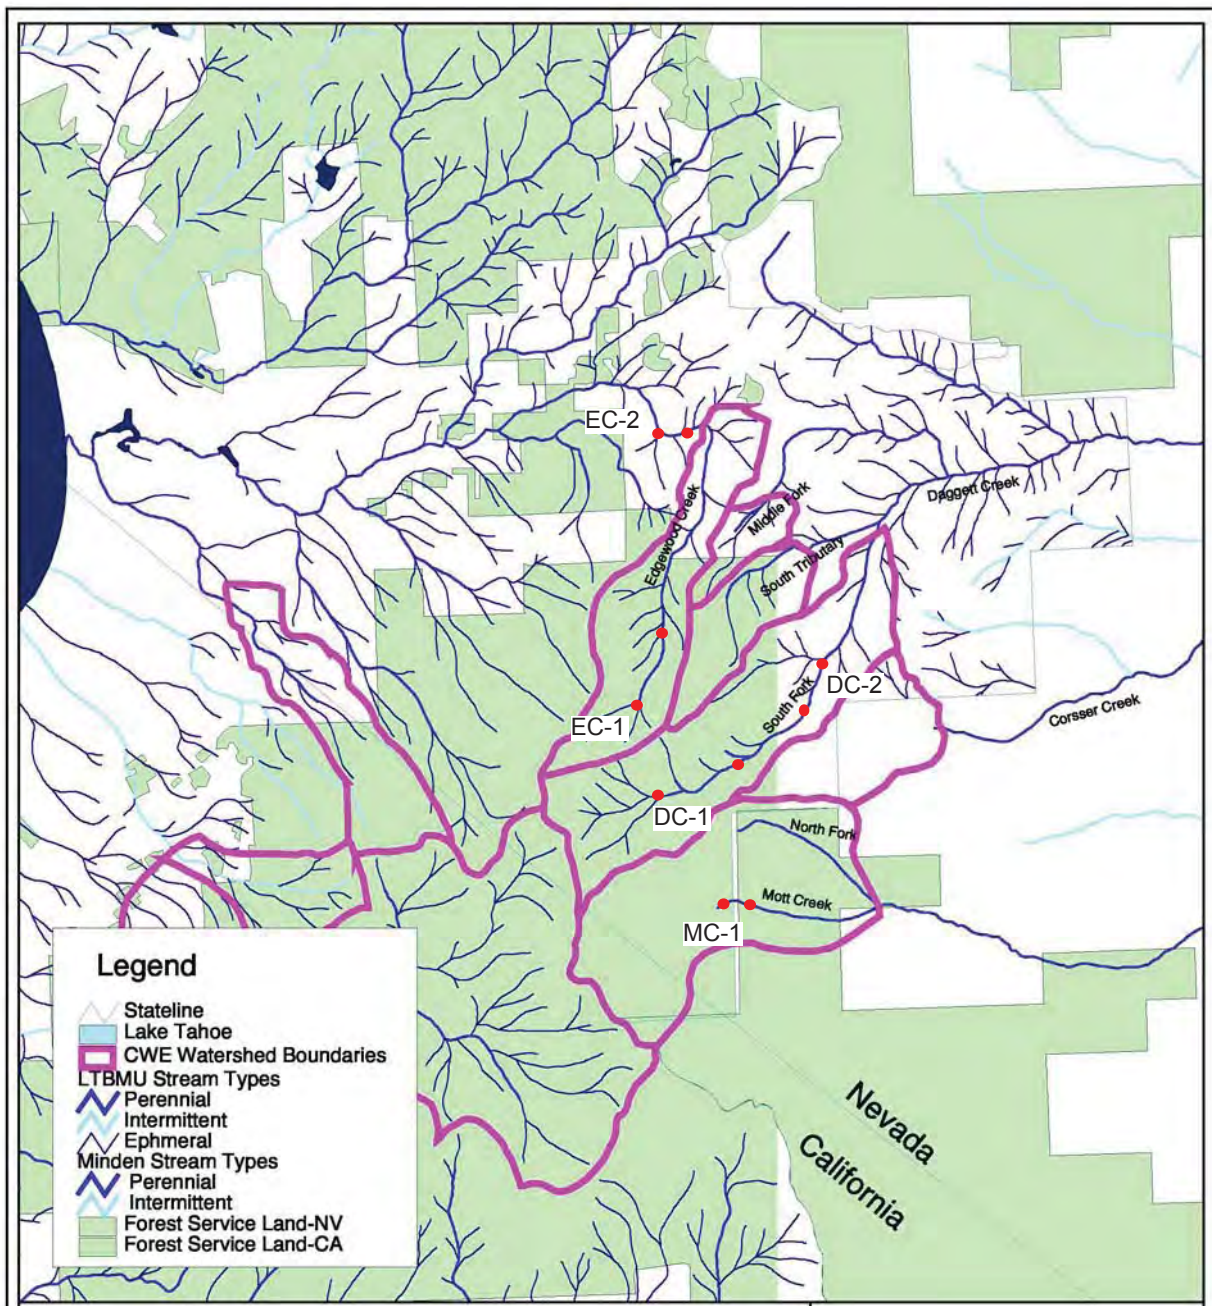 EC-2
Daggett Creek
Middle Fork
Edgewood Creek
South Tributary
DC-2
South Fork
EC-1
Corsser Creek
DC-1
North Fork
Mott Creek
MC-1
Legend
Stateline
Lake Tahoe
CWE Watershed Boundaries
LTBMU Stream Types
Perennial
Intermittent
Ephmeral
Minden Stream Types
Perennial
Intermittent
Forest Service Land-NV
Forest Service Land-CA
Nevada
California